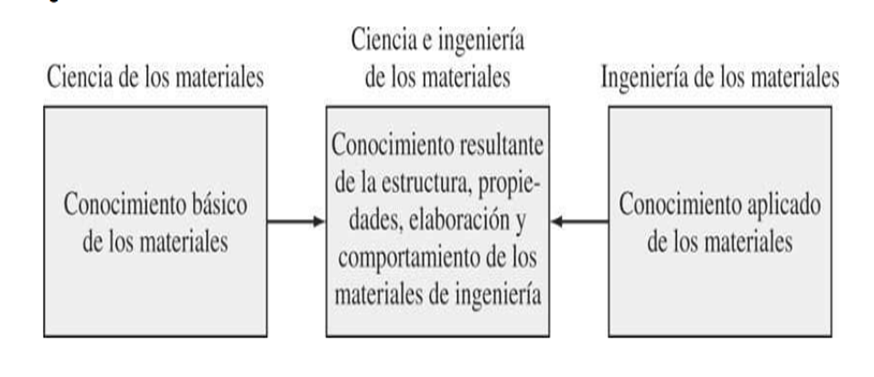 Ciencia de los materiales
Conocimiento básico
de los materiales
Ciencia e ingeniería
de los materiales
Conocimiento resultante
de la estructura, propie-
dades, elaboración y
comportamiento de los
materiales de ingeniería
Ingeniería de los materiales
Conocimiento aplicado
de los materiales